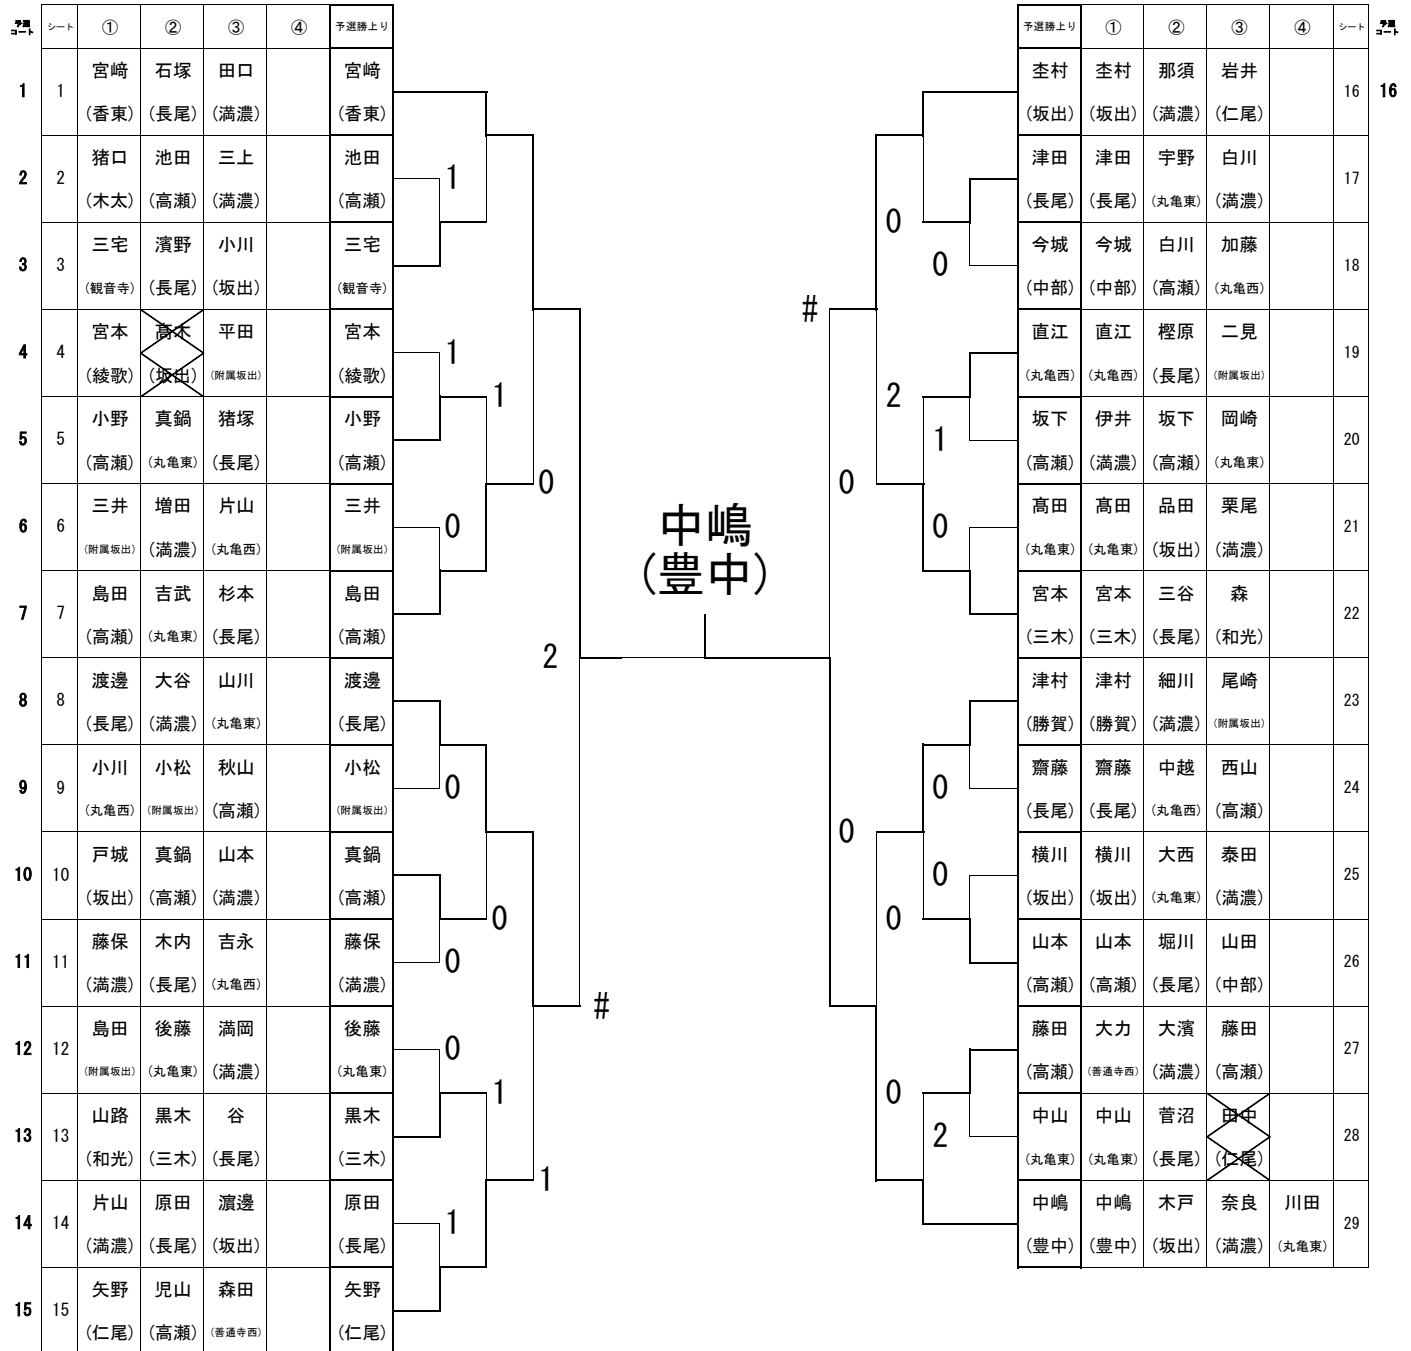 予選コート シート ① ② ③ ④ 予選勝上り
1 1 宮﨑 石塚 田口 宮﨑
(香東) (長尾) (満濃) (香東)
2 2 猪口 池田 三上 池田
(木太) (高瀬) (満濃) (高瀬)
3 3 三宅 濱野 小川 三宅
(観音寺) (長尾) (坂出) (観音寺)
4 4 宮本 高木 平田 宮本
(綾歌) (坂出) (附属坂出) (綾歌)
5 5 小野 真鍋 猪塚 小野
(高瀬) (丸亀東) (長尾) (高瀬)
6 6 三井 増田 片山 三井
(附属坂出) (満濃) (丸亀西) (附属坂出)
7 7 島田 吉武 杉本 島田
(高瀬) (丸亀東) (長尾) (高瀬)
8 8 渡邊 大谷 山川 渡邊
(長尾) (満濃) (丸亀東) (長尾)
9 9 小川 小松 秋山 小松
(丸亀西) (附属坂出) (高瀬) (附属坂出)
10 10 戸城 真鍋 山本 真鍋
(坂出) (高瀬) (満濃) (高瀬)
11 11 藤保 木内 吉永 藤保
(満濃) (長尾) (丸亀西) (満濃)
12 12 島田 後藤 満岡 後藤
(附属坂出) (丸亀東) (満濃) (丸亀東)
13 13 山路 黒木 谷 黒木
(和光) (三木) (長尾) (三木)
14 14 片山 原田 濵邊 原田
(満濃) (長尾) (坂出) (長尾)
15 15 矢野 児山 森田 矢野
(仁尾) (高瀬) (善通寺西) (仁尾)
1
1
1
0
0
2
0
0
0
#
0
1
1
1
中嶋
(豊中)
0
0
#
2
1
0
0
0
0
0
0
0
2
予選勝上り ① ② ③ ④ シート 予選コート
杢村 杢村 那須 岩井 16 16
(坂出) (坂出) (満濃) (仁尾)
津田 津田 宇野 白川 17
(長尾) (長尾) (丸亀東) (満濃)
今城 今城 白川 加藤 18
(中部) (中部) (高瀬) (丸亀西)
直江 直江 樫原 二見 19
(丸亀西) (丸亀西) (長尾) (附属坂出)
坂下 伊井 坂下 岡崎 20
(高瀬) (満濃) (高瀬) (丸亀東)
髙田 髙田 品田 栗尾 21
(丸亀東) (丸亀東) (坂出) (満濃)
宮本 宮本 三谷 森 22
(三木) (三木) (長尾) (和光)
津村 津村 細川 尾崎 23
(勝賀) (勝賀) (満濃) (附属坂出)
齋藤 齋藤 中越 西山 24
(長尾) (長尾) (丸亀西) (高瀬)
横川 横川 大西 泰田 25
(坂出) (坂出) (丸亀東) (満濃)
山本 山本 堀川 山田 26
(高瀬) (高瀬) (長尾) (中部)
藤田 大力 大濱 藤田 27
(高瀬) (善通寺西) (満濃) (高瀬)
中山 中山 菅沼 田中 28
(丸亀東) (丸亀東) (長尾) (仁尾)
中嶋 中嶋 木戸 奈良 川田 29
(豊中) (豊中) (坂出) (満濃) (丸亀東)